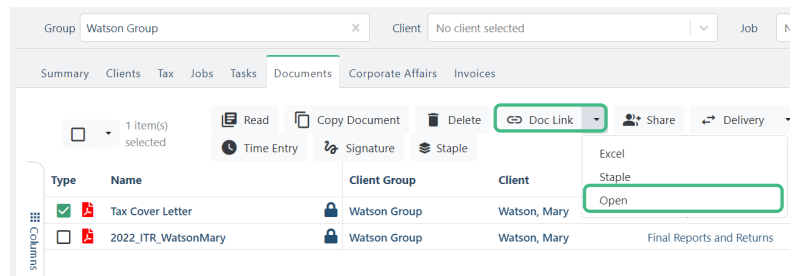 Group Watson Group × Client No client selected Job N
Summary Clients Tax Jobs Tasks Documents Corporate Affairs Invoices
1 item(s) selected
Read Copy Document Delete Doc Link Share Delivery
Time Entry Signature Staple
Excel
Staple
Open
Type Name Client Group Client
Tax Cover Letter Watson Group Watson, Mary
2022_ITR_WatsonMary Watson Group Watson, Mary Final Reports and Returns
Columns